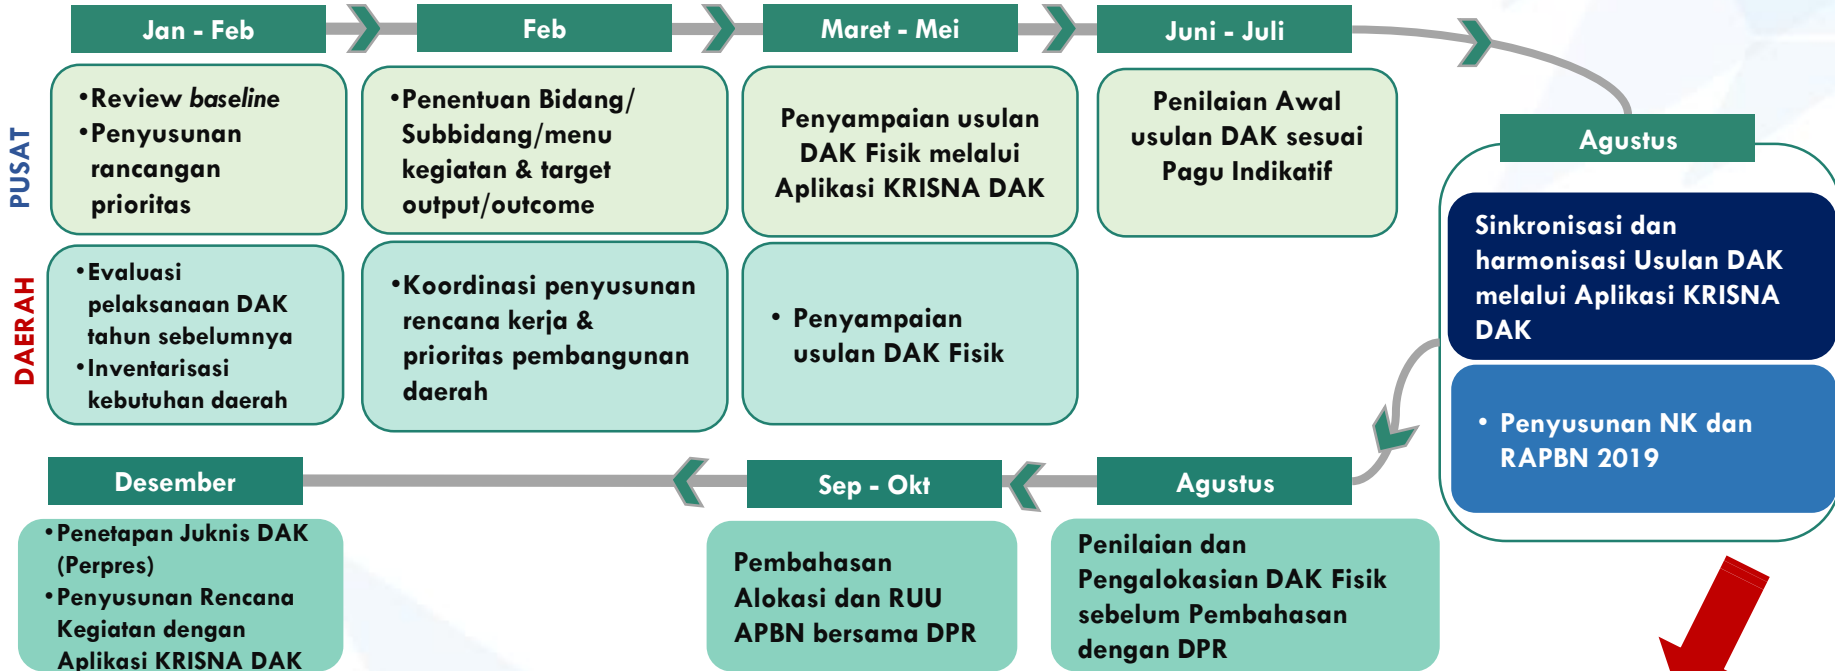 Jan - Feb
Feb
Maret - Mei
Juni - Juli
PUSAT
•Review baseline
•Penyusunan
rancangan
prioritas
•Penentuan Bidang/
Subbidang/menu
kegiatan & target
output/outcome
Penyampaian usulan
DAK Fisik melalui
Aplikasi KRISNA DAK
Penilaian Awal
usulan DAK sesuai
Pagu Indikatif
DAERAH
•Evaluasi
pelaksanaan DAK
tahun sebelumnya
•Inventarisasi
kebutuhan daerah
•Koordinasi penyusunan
rencana kerja &
prioritas pembangunan
daerah
• Penyampaian
usulan DAK Fisik
Agustus
Sinkronisasi dan
harmonisasi Usulan DAK
melalui Aplikasi KRISNA
DAK
• Penyusunan NK dan
RAPBN 2019
Desember
•Penetapan Juknis DAK
(Perpres)
•Penyusunan Rencana
Kegiatan dengan
Aplikasi KRISNA DAK
Sep - Okt
Pembahasan
Alokasi dan RUU
APBN bersama DPR
Agustus
Penilaian dan
Pengalokasian DAK Fisik
sebelum Pembahasan
dengan DPR